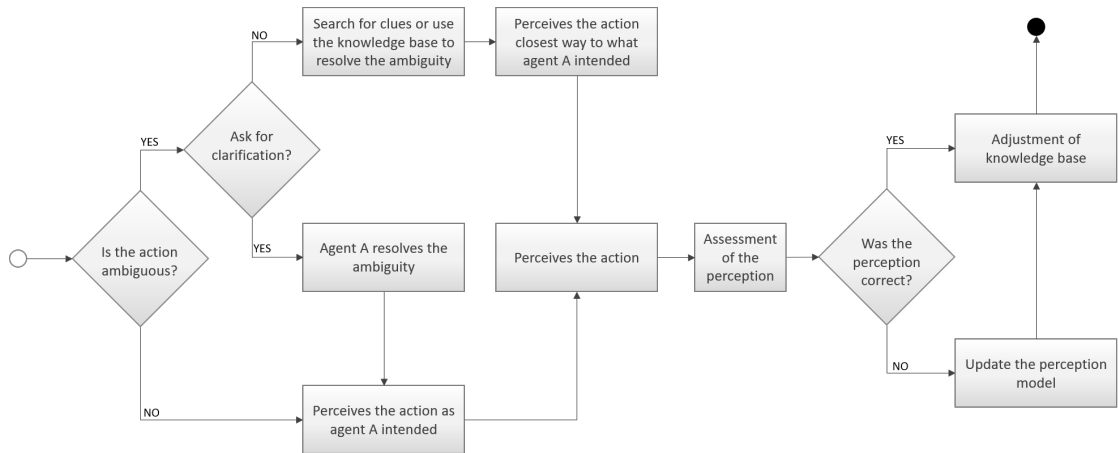 NO
Search for clues or use
the knowledge base to
resolve the ambiguity
Perceives the action
closest way to what
agent A intended
YES
Ask for
clarification?
YES
Adjustment of
knowledge base
Is the action
ambiguous?
YES
Agent A resolves the
ambiguity
Perceives the action
Assessment
of the
perception
Was the
perception
correct?
NO
Update the perception
model
NO
Perceives the action as
agent A intended